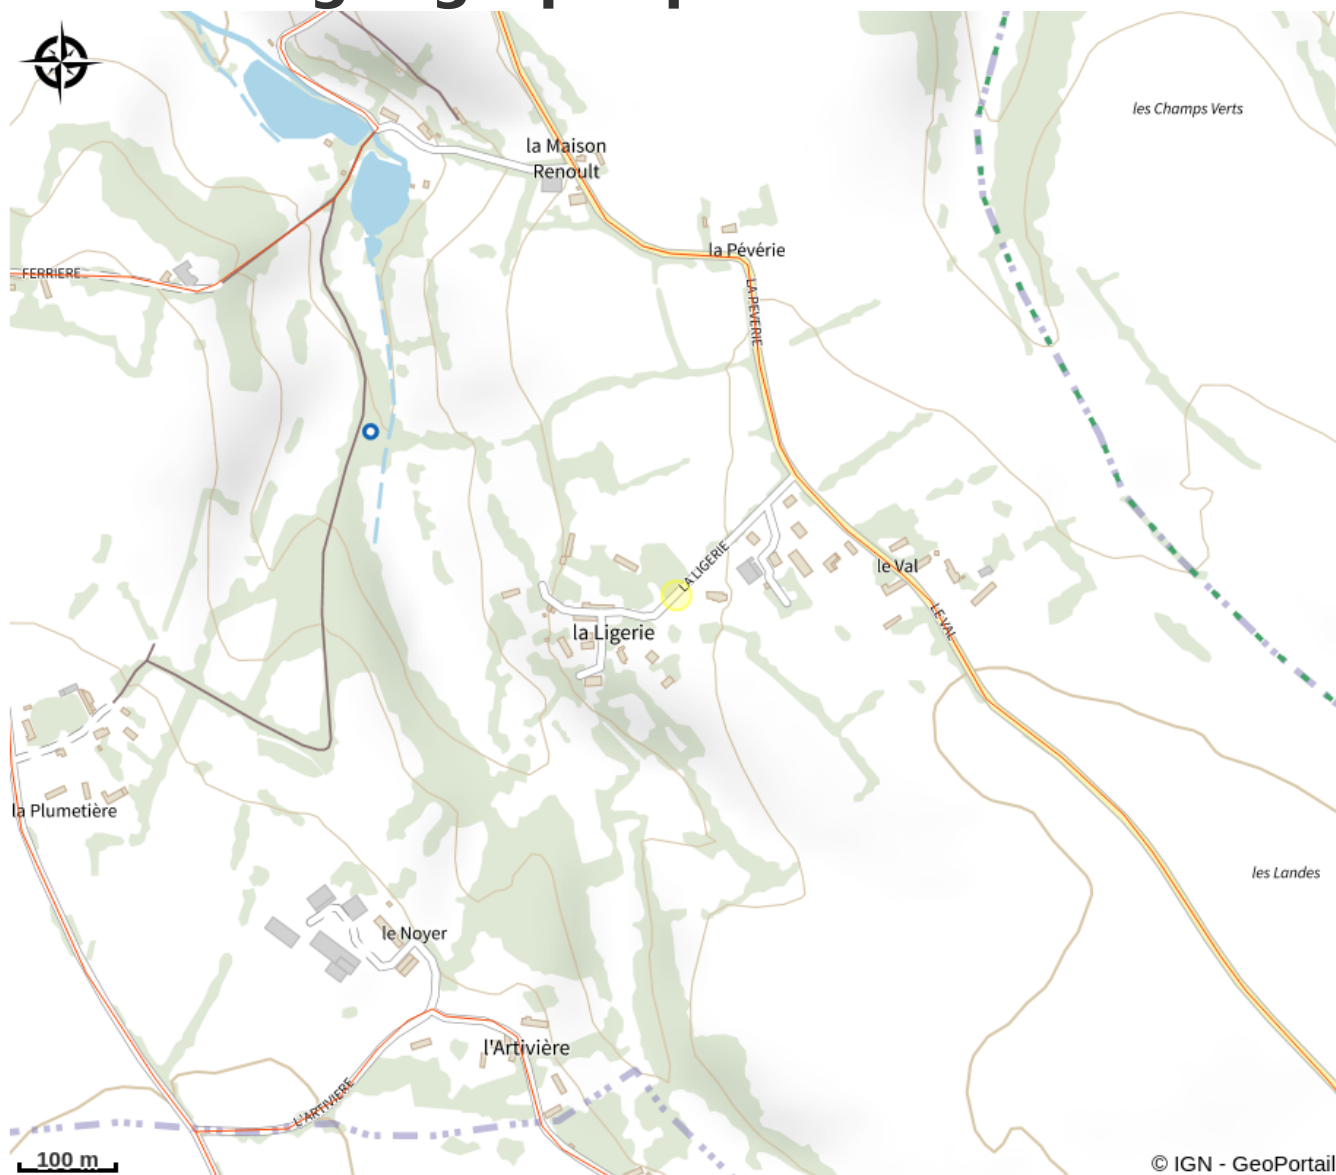 les Champs Verts
la Maison
Renoult
la Pévérie
FERRIERE
LA PEVERIE
LA LIGERIE
le Val
LE VAL
la Ligerie
la Plumetière
les Landes
le Noyer
l'Artivière
L'ARTIVIERE
100 m
© IGN - GeoPortail